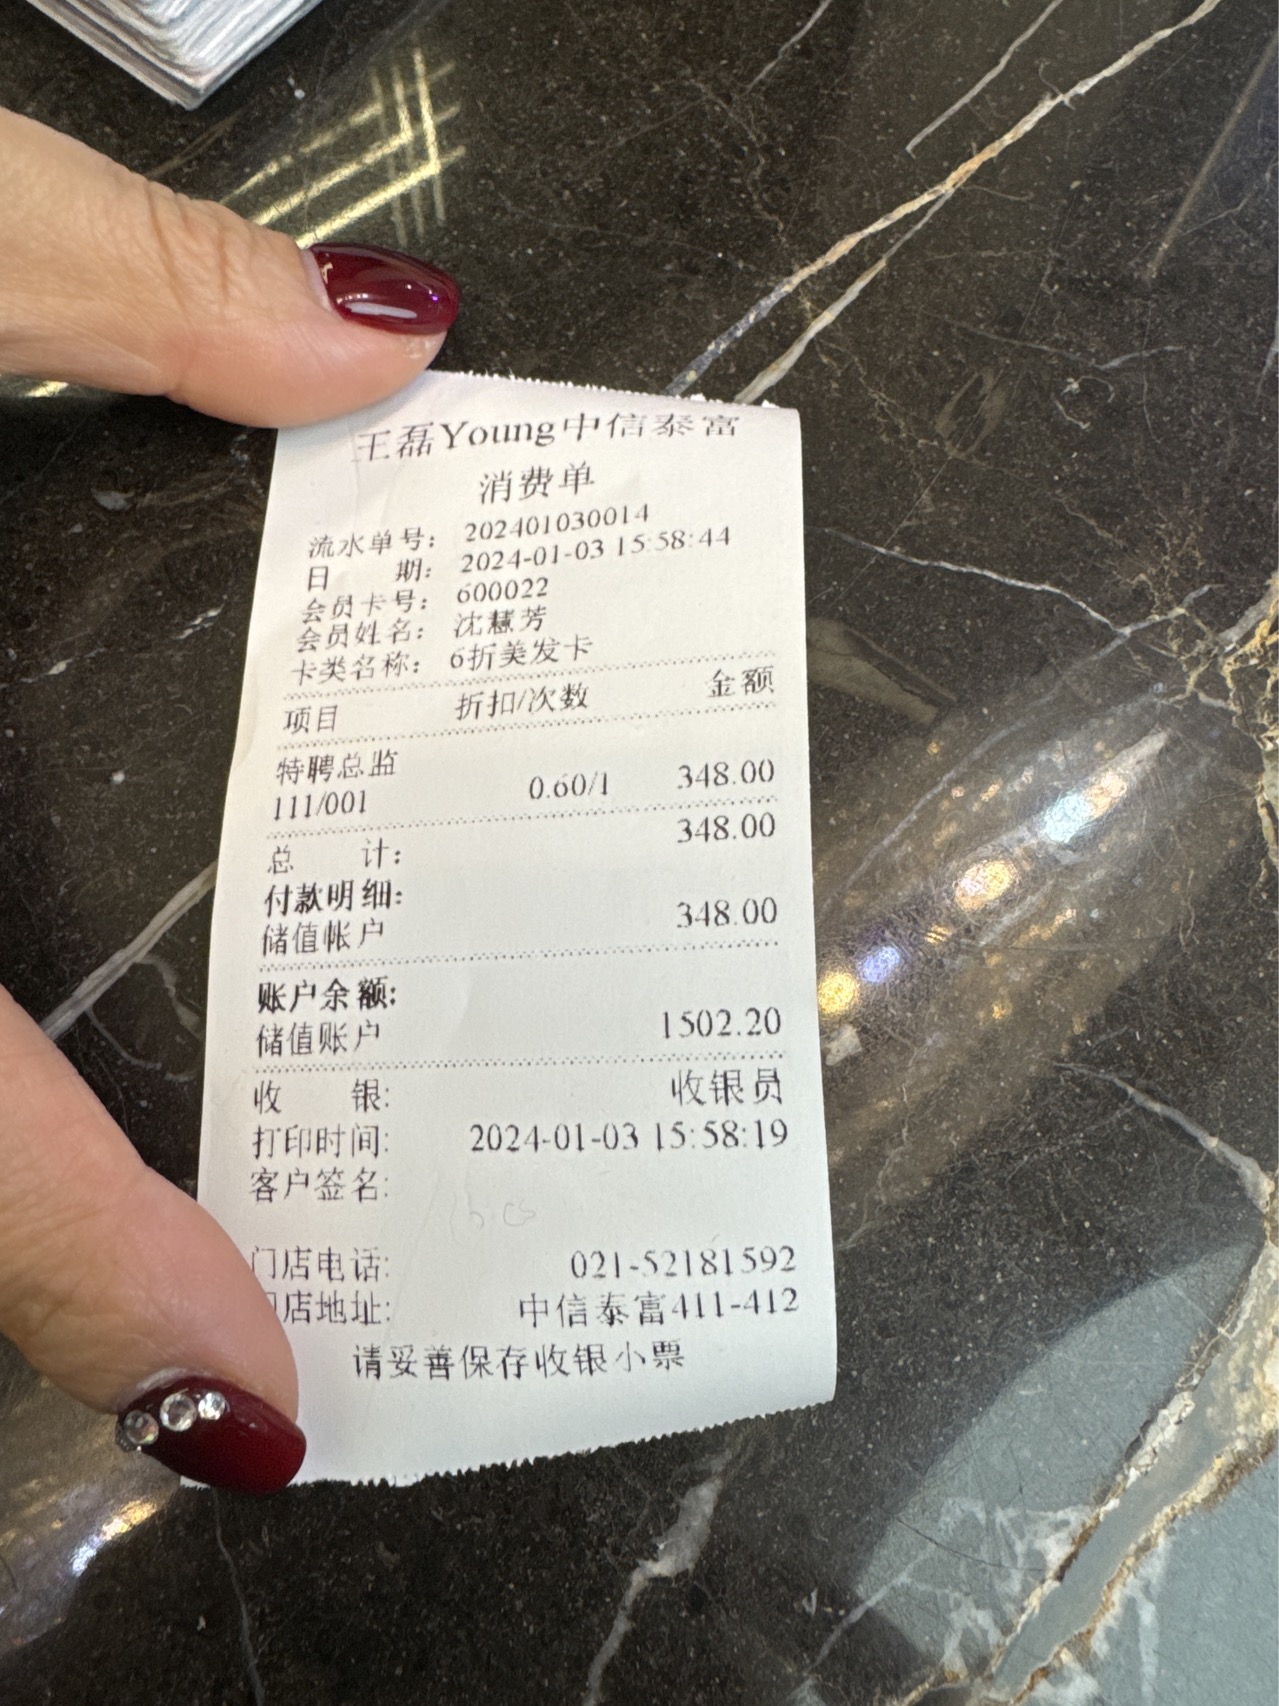 王磊Young中信泰富
消费单
流水单号: 202401030014
日 期: 2024-01-03 15:58:44
会员卡号: 600022
会员姓名: 沈慧芳
卡类名称: 6折美发卡
项目 折扣/次数 金额
特聘总监
111/001 0.60/1 348.00
总 计: 348.00
付款明细:
储值帐户 348.00
账户余额:
储值账户 1502.20
收 银: 收银员
打印时间: 2024-01-03 15:58:19
客户签名:
门店电话: 021-52181592
门店地址: 中信泰富411-412
请妥善保存收银小票